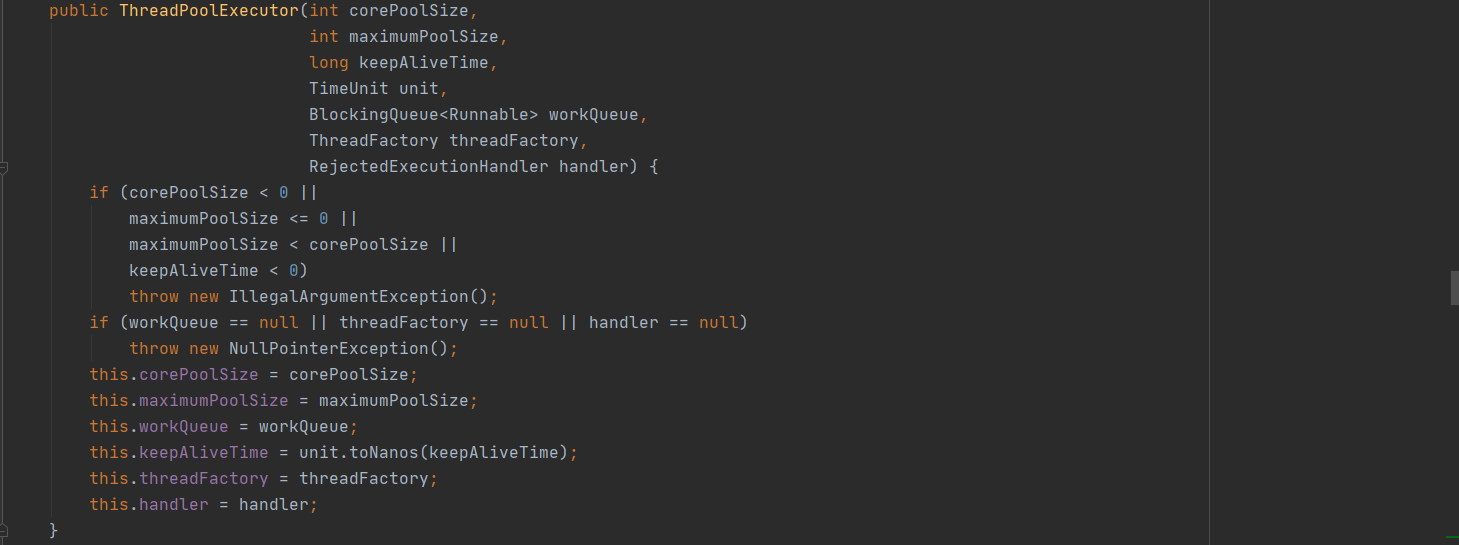 public ThreadPoolExecutor(int corePoolSize,
                          int maximumPoolSize,
                          long keepAliveTime,
                          TimeUnit unit,
                          BlockingQueue<Runnable> workQueue,
                          ThreadFactory threadFactory,
                          RejectedExecutionHandler handler) {
    if (corePoolSize < 0 ||
        maximumPoolSize <= 0 ||
        maximumPoolSize < corePoolSize ||
        keepAliveTime < 0)
        throw new IllegalArgumentException();
    if (workQueue == null || threadFactory == null || handler == null)
        throw new NullPointerException();
    this.corePoolSize = corePoolSize;
    this.maximumPoolSize = maximumPoolSize;
    this.workQueue = workQueue;
    this.keepAliveTime = unit.toNanos(keepAliveTime);
    this.threadFactory = threadFactory;
    this.handler = handler;
}